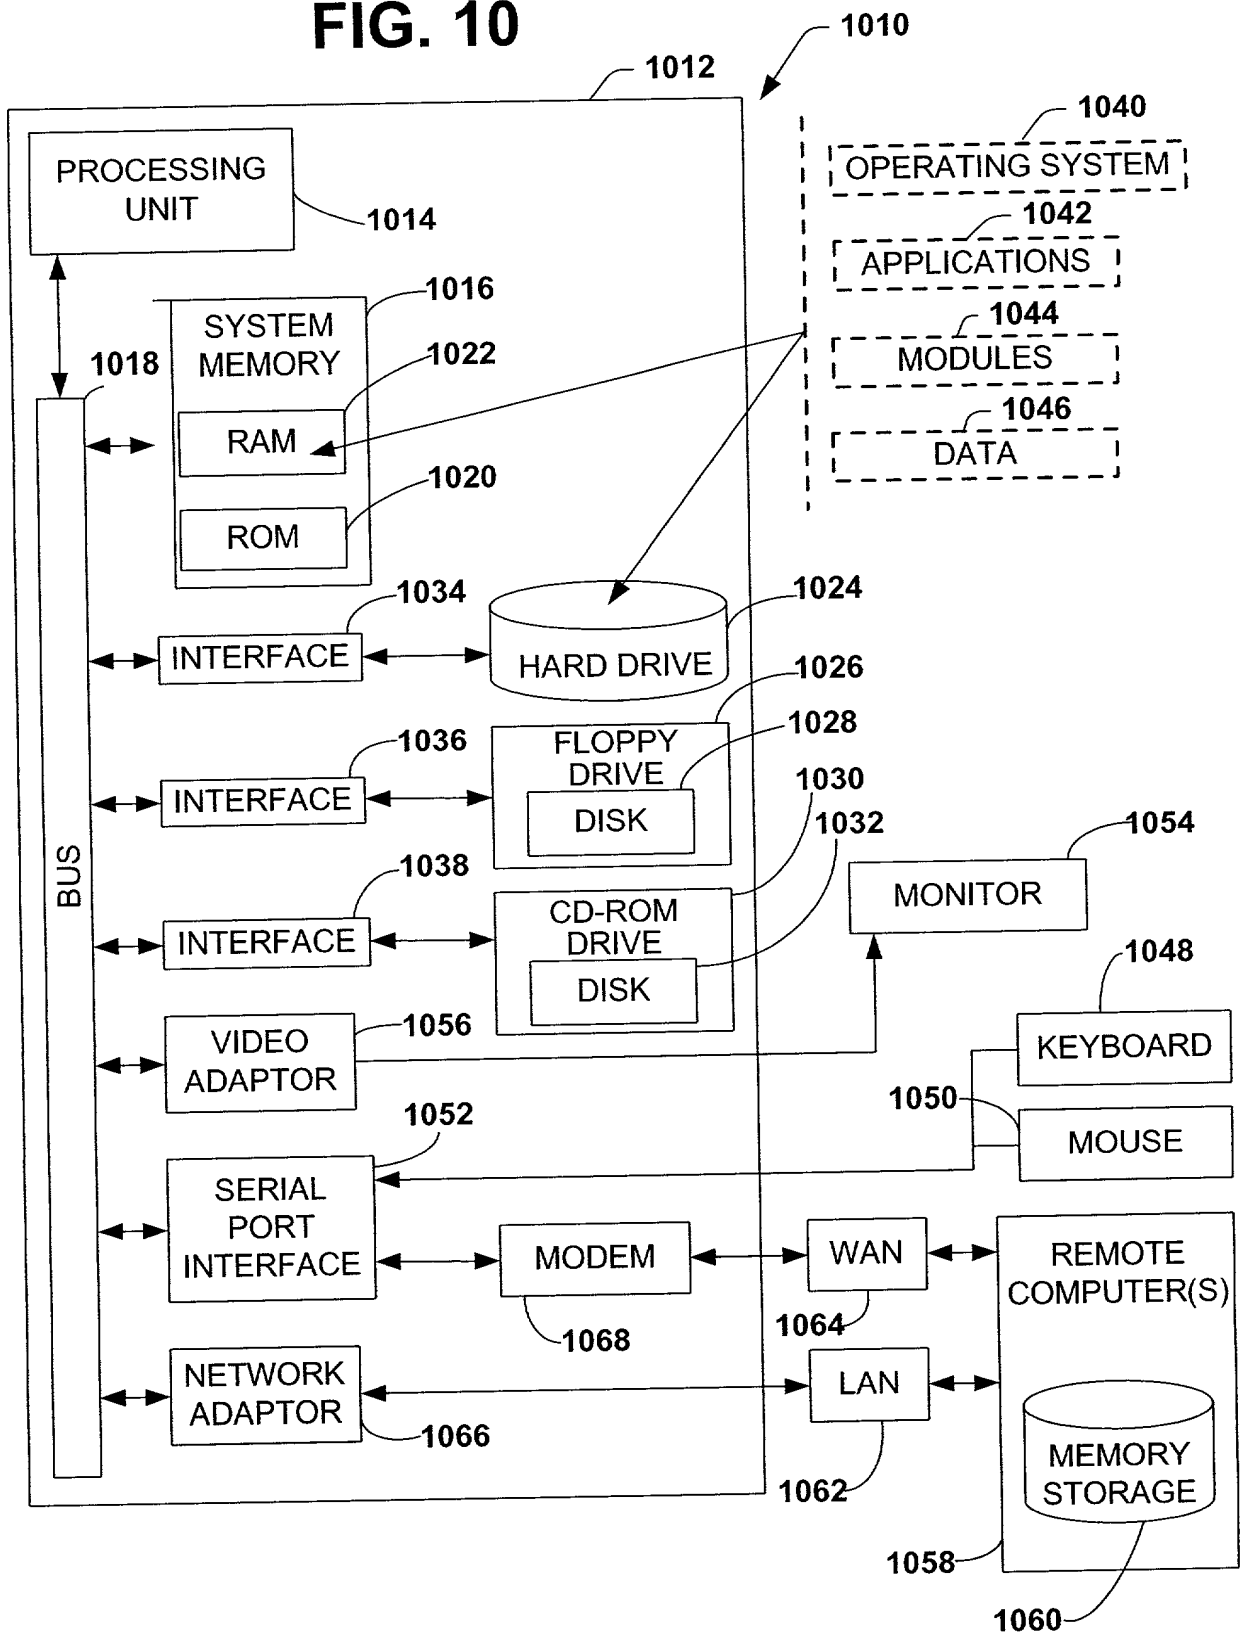 FIG. 10
1010
1012
PROCESSING
UNIT
1014
1040
OPERATING SYSTEM
1042
APPLICATIONS
1044
MODULES
1046
DATA
1016
SYSTEM
MEMORY
1018
1022
RAM
1020
ROM
1034
INTERFACE
1024
HARD DRIVE
1026
1036
INTERFACE
FLOPPY
DRIVE
1028
DISK
1030
1032
BUS
1038
INTERFACE
CD-ROM
DRIVE
DISK
1054
MONITOR
1048
KEYBOARD
1056
VIDEO
ADAPTOR
1050
MOUSE
1052
SERIAL
PORT
INTERFACE
MODEM
1068
WAN
1064
REMOTE
COMPUTER(S)
NETWORK
ADAPTOR
1066
LAN
1062
MEMORY
STORAGE
1058
1060